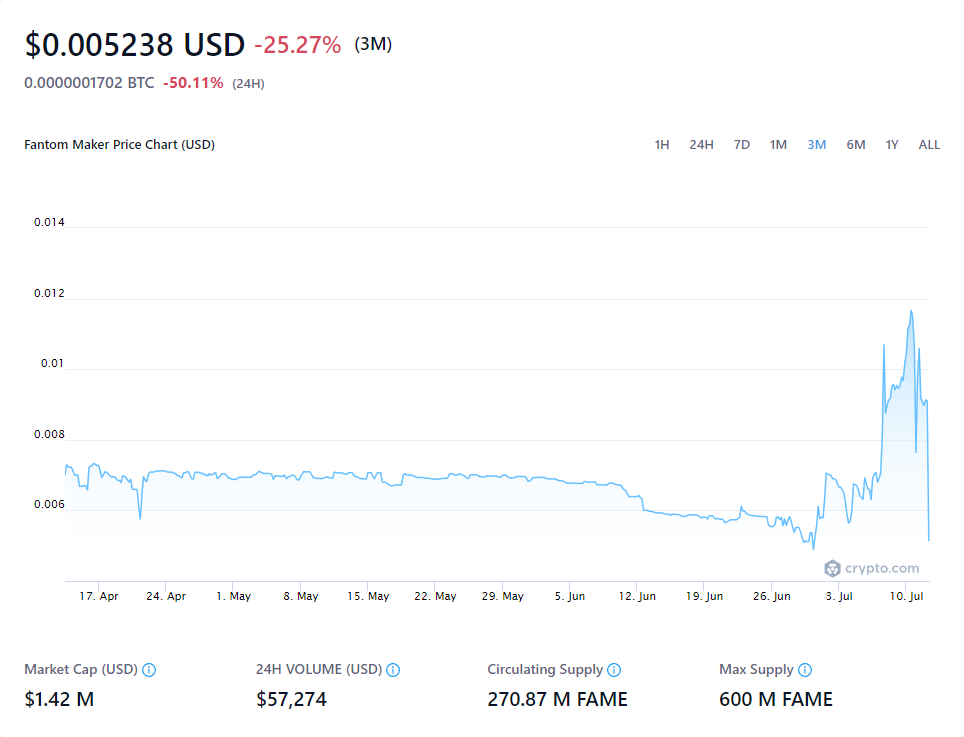 $0.005238 USD -25.27% (3M)
0.0000001702 BTC -50.11% (24H)
Fantom Maker Price Chart (USD) 1H 24H 7D 1M 3M 6M 1Y ALL
0.014
0.012
0.01
0.008
0.006
crypto.com
17. Apr 24. Apr 1. May 8. May 15. May 22. May 29. May 5. Jun 12. Jun 19. Jun 26. Jun 3. Jul 10. Jul
Market Cap (USD) 24H VOLUME (USD) Circulating Supply Max Supply
$1.42 M $57,274 270.87 M FAME 600 M FAME